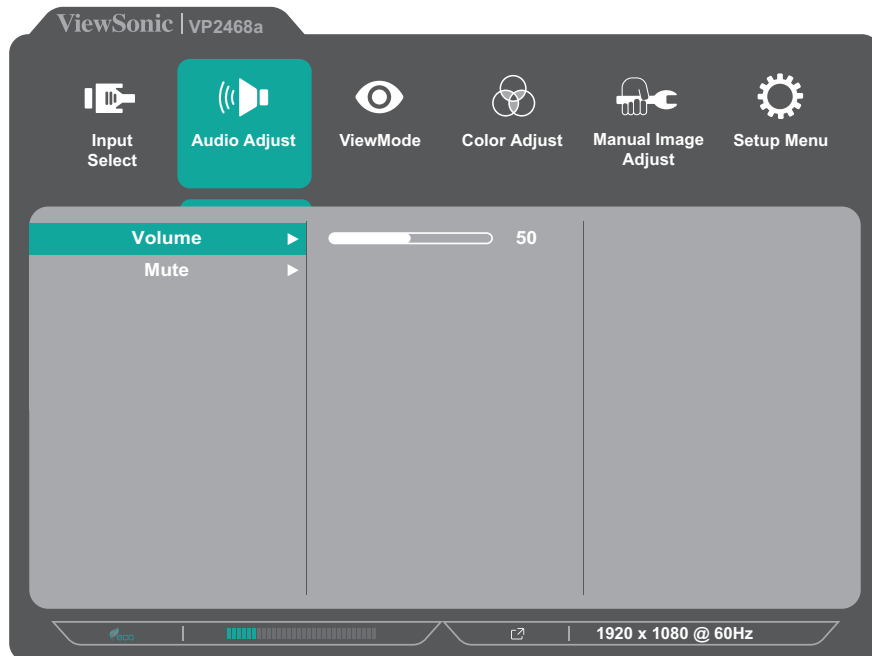 ViewSonic | VP2468a
Input
Select
Audio Adjust
ViewMode
Color Adjust
Manual Image
Adjust
Setup Menu
Volume
50
Mute
eco
1920 x 1080 @ 60Hz